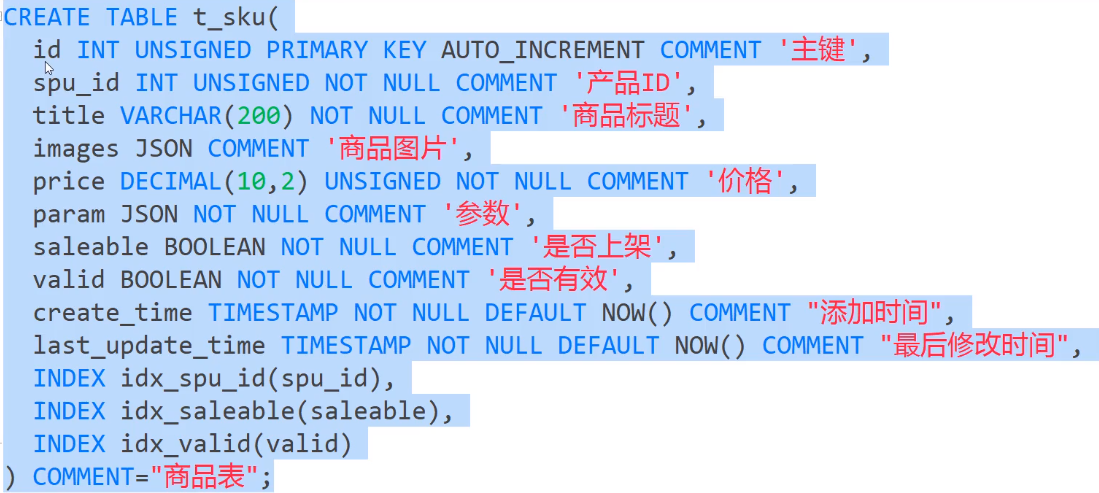 CREATE TABLE t_sku(
id INT UNSIGNED PRIMARY KEY AUTO_INCREMENT COMMENT '主键',
spu_id INT UNSIGNED NOT NULL COMMENT '产品ID',
title VARCHAR(200) NOT NULL COMMENT '商品标题',
images JSON COMMENT '商品图片',
price DECIMAL(10,2) UNSIGNED NOT NULL COMMENT '价格',
param JSON NOT NULL COMMENT '参数',
saleable BOOLEAN NOT NULL COMMENT '是否上架',
valid BOOLEAN NOT NULL COMMENT '是否有效',
create_time TIMESTAMP NOT NULL DEFAULT NOW() COMMENT "添加时间",
last_update_time TIMESTAMP NOT NULL DEFAULT NOW() COMMENT "最后修改时间",
INDEX idx_spu_id(spu_id),
INDEX idx_saleable(saleable),
INDEX idx_valid(valid)
) COMMENT="商品表";